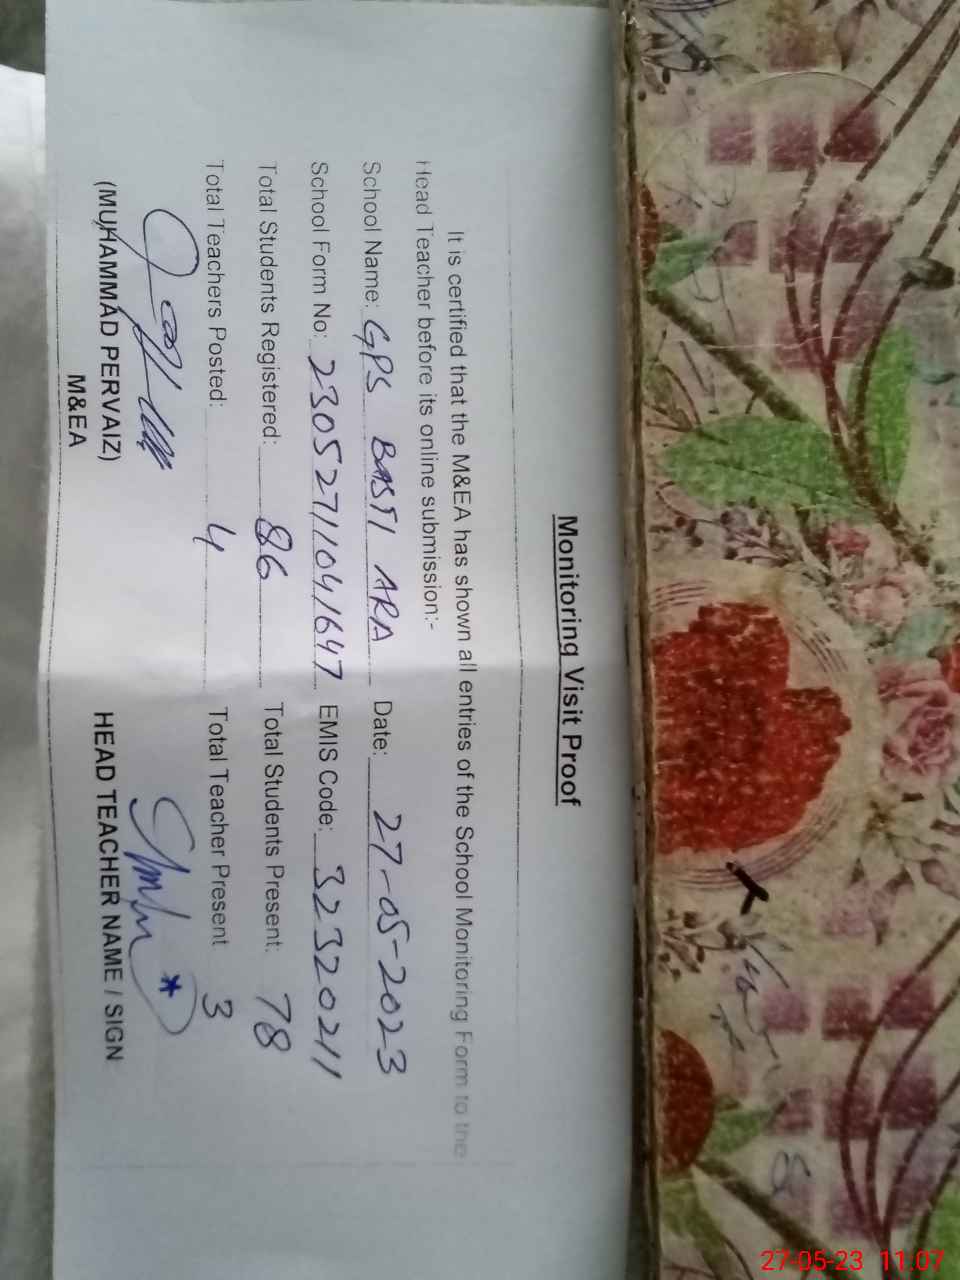 Monitoring Visit Proof
It is certified that the M&EA has shown all entries of the School Monitoring Form to the
Head Teacher before its online submission:-
School Name: GPS BASTI ARA Date: 27-05-2023
School Form No: 23052711041647 EMIS Code: 32320211
Total Students Registered: 86 Total Students Present: 78
Total Teachers Posted: 4 Total Teacher Present 3
(MUHAMMAD PERVAIZ) HEAD TEACHER NAME / SIGN
M&EA
27-05-23 11:07